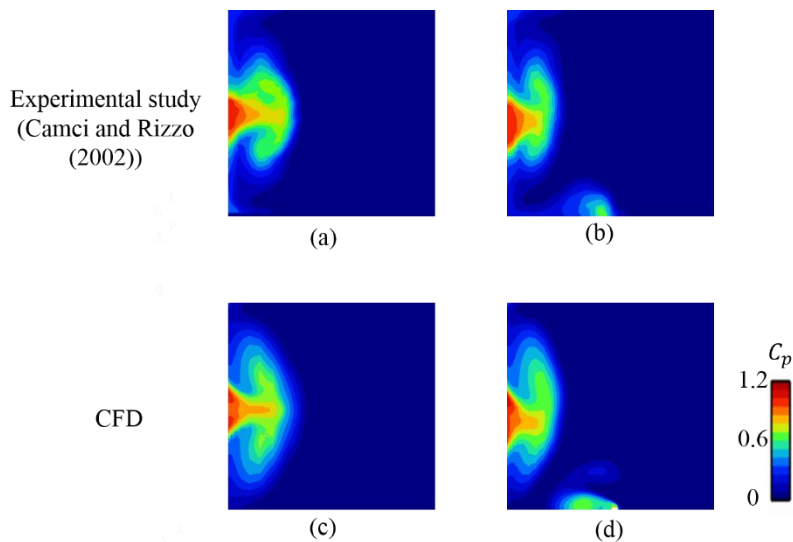 Experimental study
(Camci and Rizzo
(2002))
(a)
(b)
CFD
(c)
(d)
C_p
1.2
0.6
0